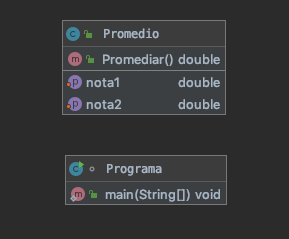 Promedio
Promediar() double
nota1 double
nota2 double
Programa
main(String[]) void